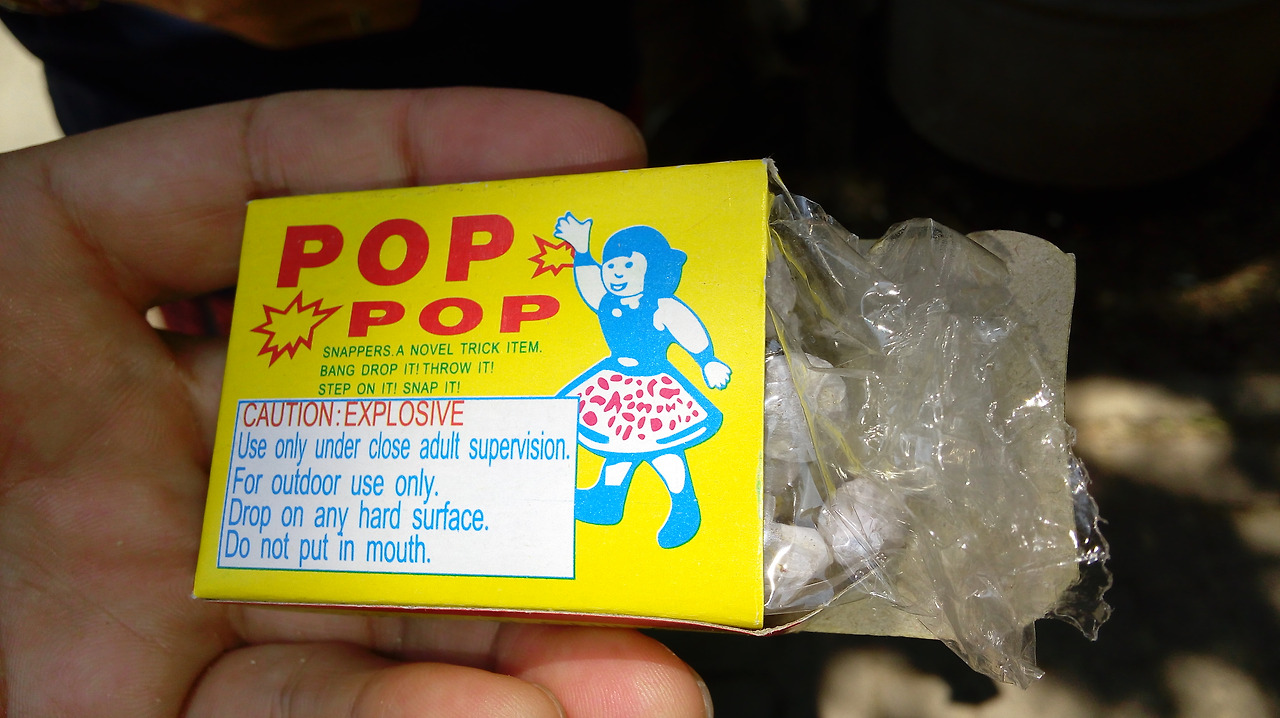 POP
POP
SNAPPERS. A NOVEL TRICK ITEM.
BANG DROP IT! THROW IT!
STEP ON IT! SNAP IT!
CAUTION: EXPLOSIVE
Use only under close adult supervision.
For outdoor use only.
Drop on any hard surface.
Do not put in mouth.